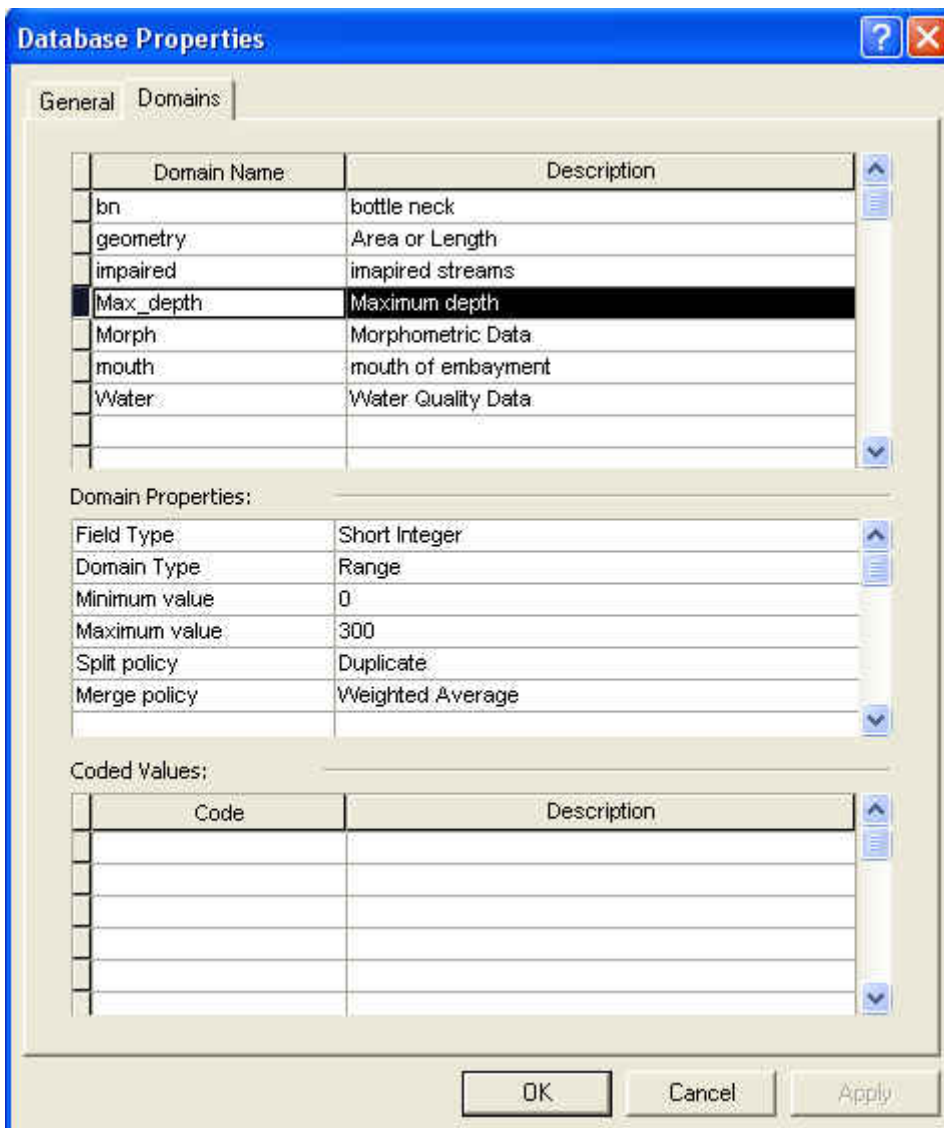 Database Properties
General Domains
Domain Name Description
bn bottle neck
geometry Area or Length
impaired imapired streams
Max_depth Maximum depth
Morph Morphometric Data
mouth mouth of embayment
Water Water Quality Data
Domain Properties:
Field Type Short Integer
Domain Type Range
Minimum value 0
Maximum value 300
Split policy Duplicate
Merge policy Weighted Average
Coded Values:
Code Description
OK Cancel Apply